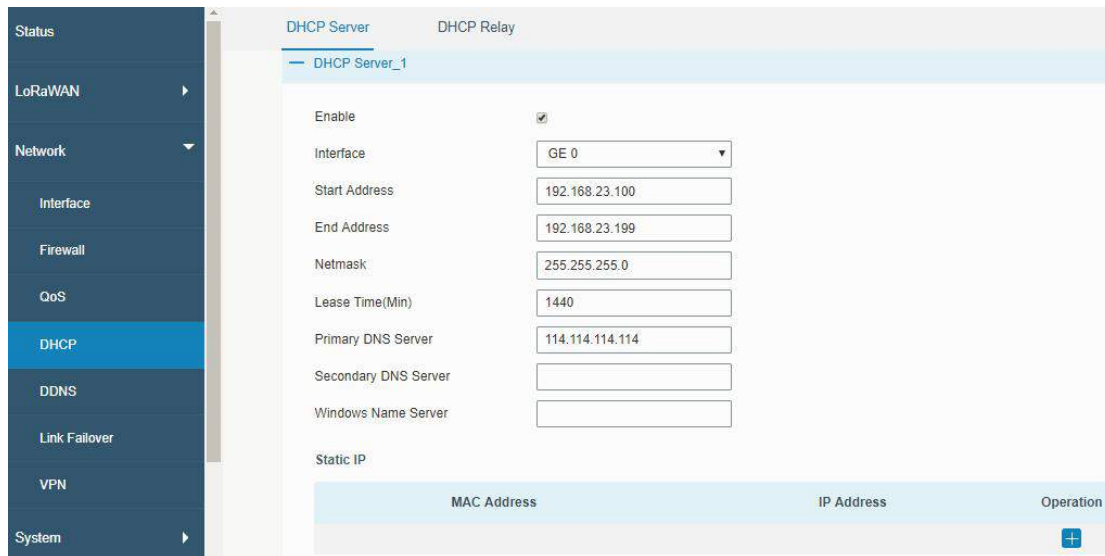 Status
LoRaWAN
Network
Interface
Firewall
QoS
DHCP
DDNS
Link Failover
VPN
System
DHCP Server DHCP Relay
DHCP Server_1
Enable
Interface GE 0
Start Address 192.168.23.100
End Address 192.168.23.199
Netmask 255.255.255.0
Lease Time(Min) 1440
Primary DNS Server 114.114.114.114
Secondary DNS Server
Windows Name Server
Static IP
MAC Address IP Address Operation